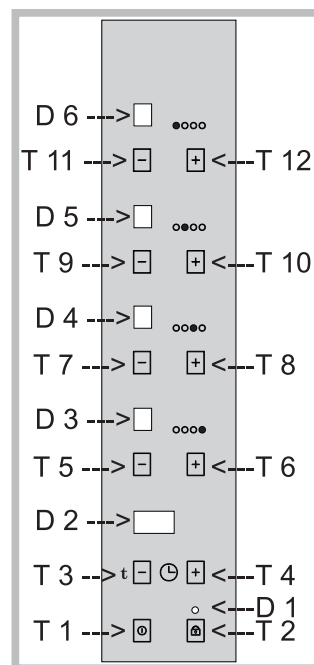 D 6 --->
T 11 ---> - + <--- T 12
D 5 --->
T 9 ---> - + <--- T 10
D 4 --->
T 7 ---> - + <--- T 8
D 3 --->
T 5 ---> - + <--- T 6
D 2 --->
T 3 ---> t - + <--- T 4
<--- D 1
T 1 ---> <--- T 2